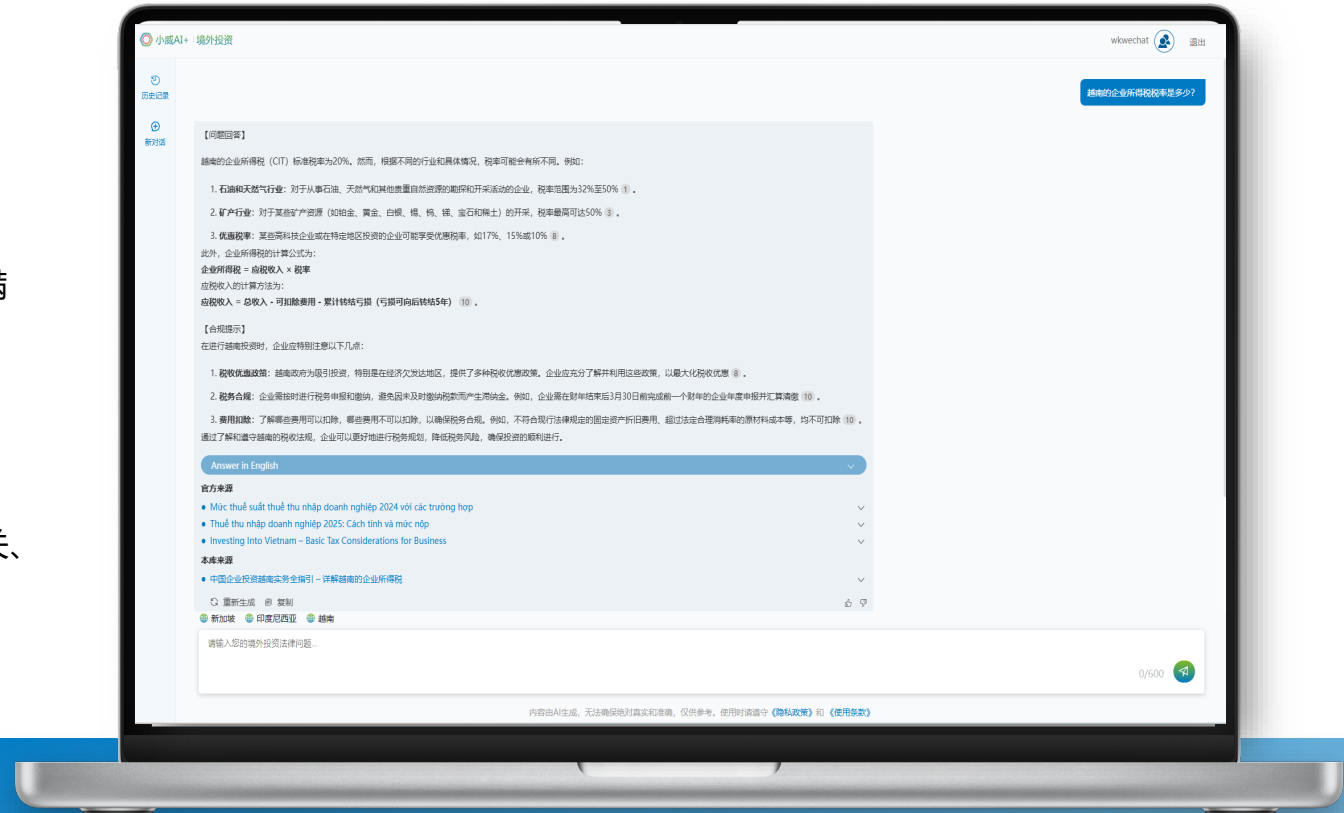 小威AI+ 境外投资
wkwechat
退出
历史记录
新对话
越南的企业所得税税率是多少？
【问题回答】
越南的企业所得税（CIT）标准税率为20%。然而，根据不同的行业和具体情况，税率可能会有所不同。例如：
1. 石油和天然气行业：对于从事石油、天然气和其他贵重自然资源的勘探和开采活动的企业，税率范围为32%至50% 1 。
2. 矿产行业：对于某些矿产资源（如铂金、黄金、白银、锡、钨、锑、宝石和稀土）的开采，税率最高可达50% 3 。
3. 优惠税率：某些高科技企业或在特定地区投资的企业可能享受优惠税率，如17%、15%或10% 8 。
此外，企业所得税的计算公式为：
企业所得税 = 应税收入 × 税率
应税收入的计算方法为：
应税收入 = 总收入 - 可扣除费用 - 累计转结亏损（亏损可向后转结5年） 10 。
【合规提示】
在进行越南投资时，企业应特别注意以下几点：
1. 税收优惠政策：越南政府为吸引投资，特别是在经济欠发达地区，提供了多种税收优惠政策。企业应充分了解并利用这些政策，以最大化税收优惠 8 。
2. 税务合规：企业需按时进行税务申报和缴纳，避免因未及时缴纳税款而产生滞纳金。例如，企业需在财年结束后3月30日前完成前一个财年的企业年度申报并汇算清缴 10 。
3. 费用扣除：了解哪些费用可以扣除，哪些费用不可以扣除，以确保税务合规。例如，不符合现行法律规定的固定资产折旧费用、超过法定合理消耗率的原材料成本等，均不可扣除 10 。
通过了解和遵守越南的税收法规，企业可以更好地进行税务规划，降低税务风险，确保投资的顺利进行。
Answer in English
官方来源
Mức thuế suất thuế thu nhập doanh nghiệp 2024 với các trường hợp
Thuế thu nhập doanh nghiệp 2025: Cách tính và mức nộp
Investing Into Vietnam – Basic Tax Considerations for Business
本库来源
中国企业投资越南实务全指引 – 详解越南的企业所得税
重新生成 复制
新加坡 印度尼西亚 越南
请输入您的境外投资法律问题...
0/600
内容由AI生成，无法确保绝对真实和准确，仅供参考。使用时请遵守《隐私政策》和《使用条款》